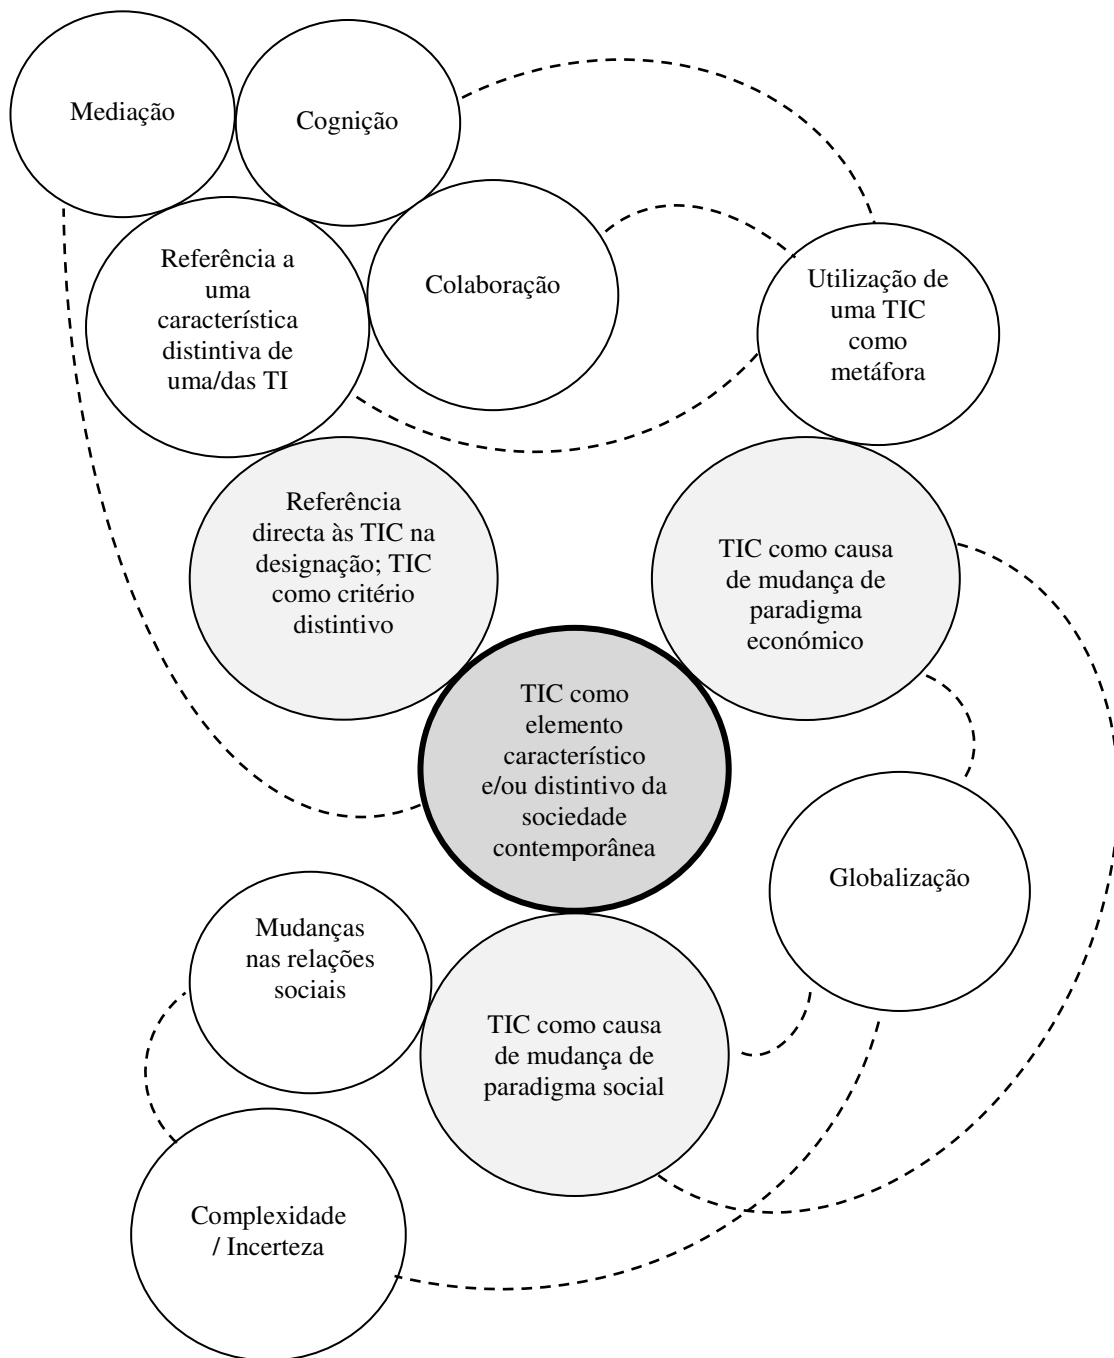 Mediação
Cognição
Referência a
uma
característica
distintiva de
uma/das TI
Colaboração
Utilização de
uma TIC
como
metáfora
Referência
directa às TIC na
designação; TIC
como critério
distintivo
TIC como causa
de mudança de
paradigma
económico
TIC como
elemento
característico
e/ou distintivo da
sociedade
contemporânea
Globalização
Mudanças
nas relações
sociais
TIC como causa
de mudança de
paradigma social
Complexidade
/ Incerteza